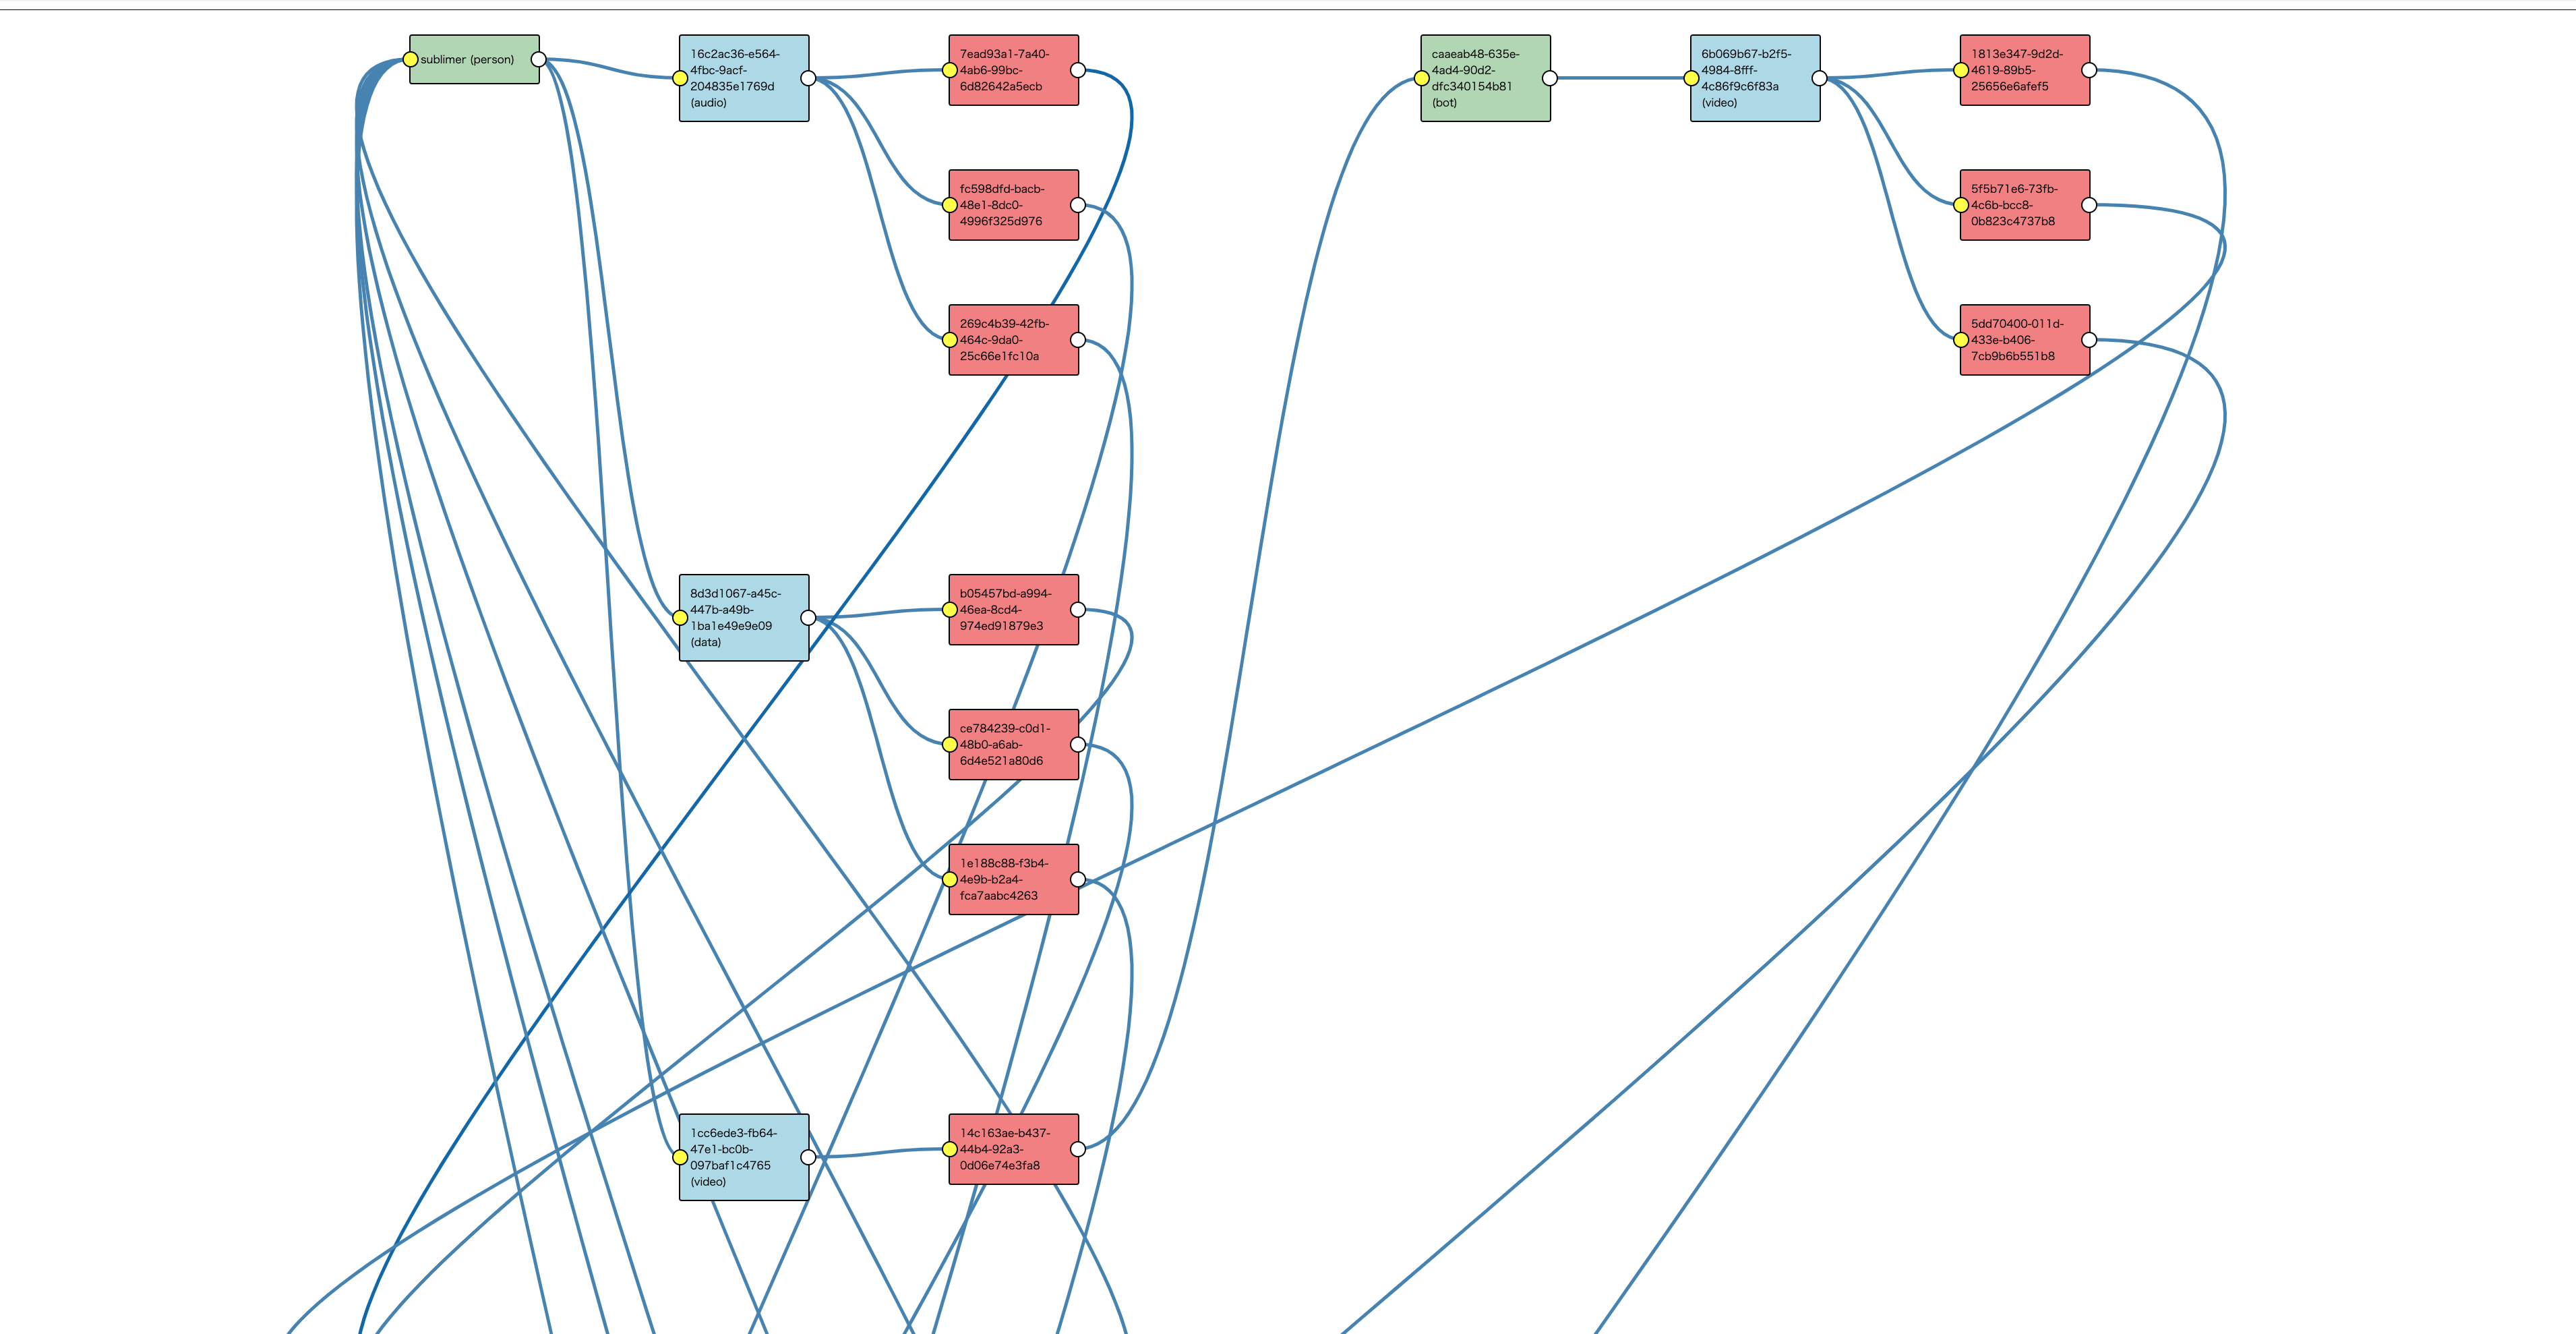 sublimer (person)
16c2ac36-e564-
4fbc-9acf-
204835e1769d
(audio)
7ead93a1-7a40-
4ab6-99bc-
6d82642a5ecb
fc598dfd-bacb-
48e1-8dc0-
4996f325d976
269c4b39-42fb-
464c-9da0-
25c66e1fc10a
8d3d1067-a45c-
447b-a49b-
1ba1e49e9e09
(data)
b05457bd-a994-
46ea-8cd4-
974ed91879e3
ce784239-c0d1-
48b0-a6ab-
6d4e521a80d6
1e188c88-f3b4-
4e9b-b2a4-
fca7aabc4263
1cc6ede3-fb64-
47e1-bc0b-
097baf1c4765
(video)
14c163ae-b437-
44b4-92a3-
0d06e74e3fa8
caaeab48-635e-
4ad4-90d2-
dfc340154b81
(bot)
6b069b67-b2f5-
4984-8fff-
4c86f9c6f83a
(video)
1813e347-9d2d-
4619-89b5-
25656e6afef5
5f5b71e6-73fb-
4c6b-bcc8-
0b823c4737b8
5dd70400-011d-
433e-b406-
7cb9b6b551b8